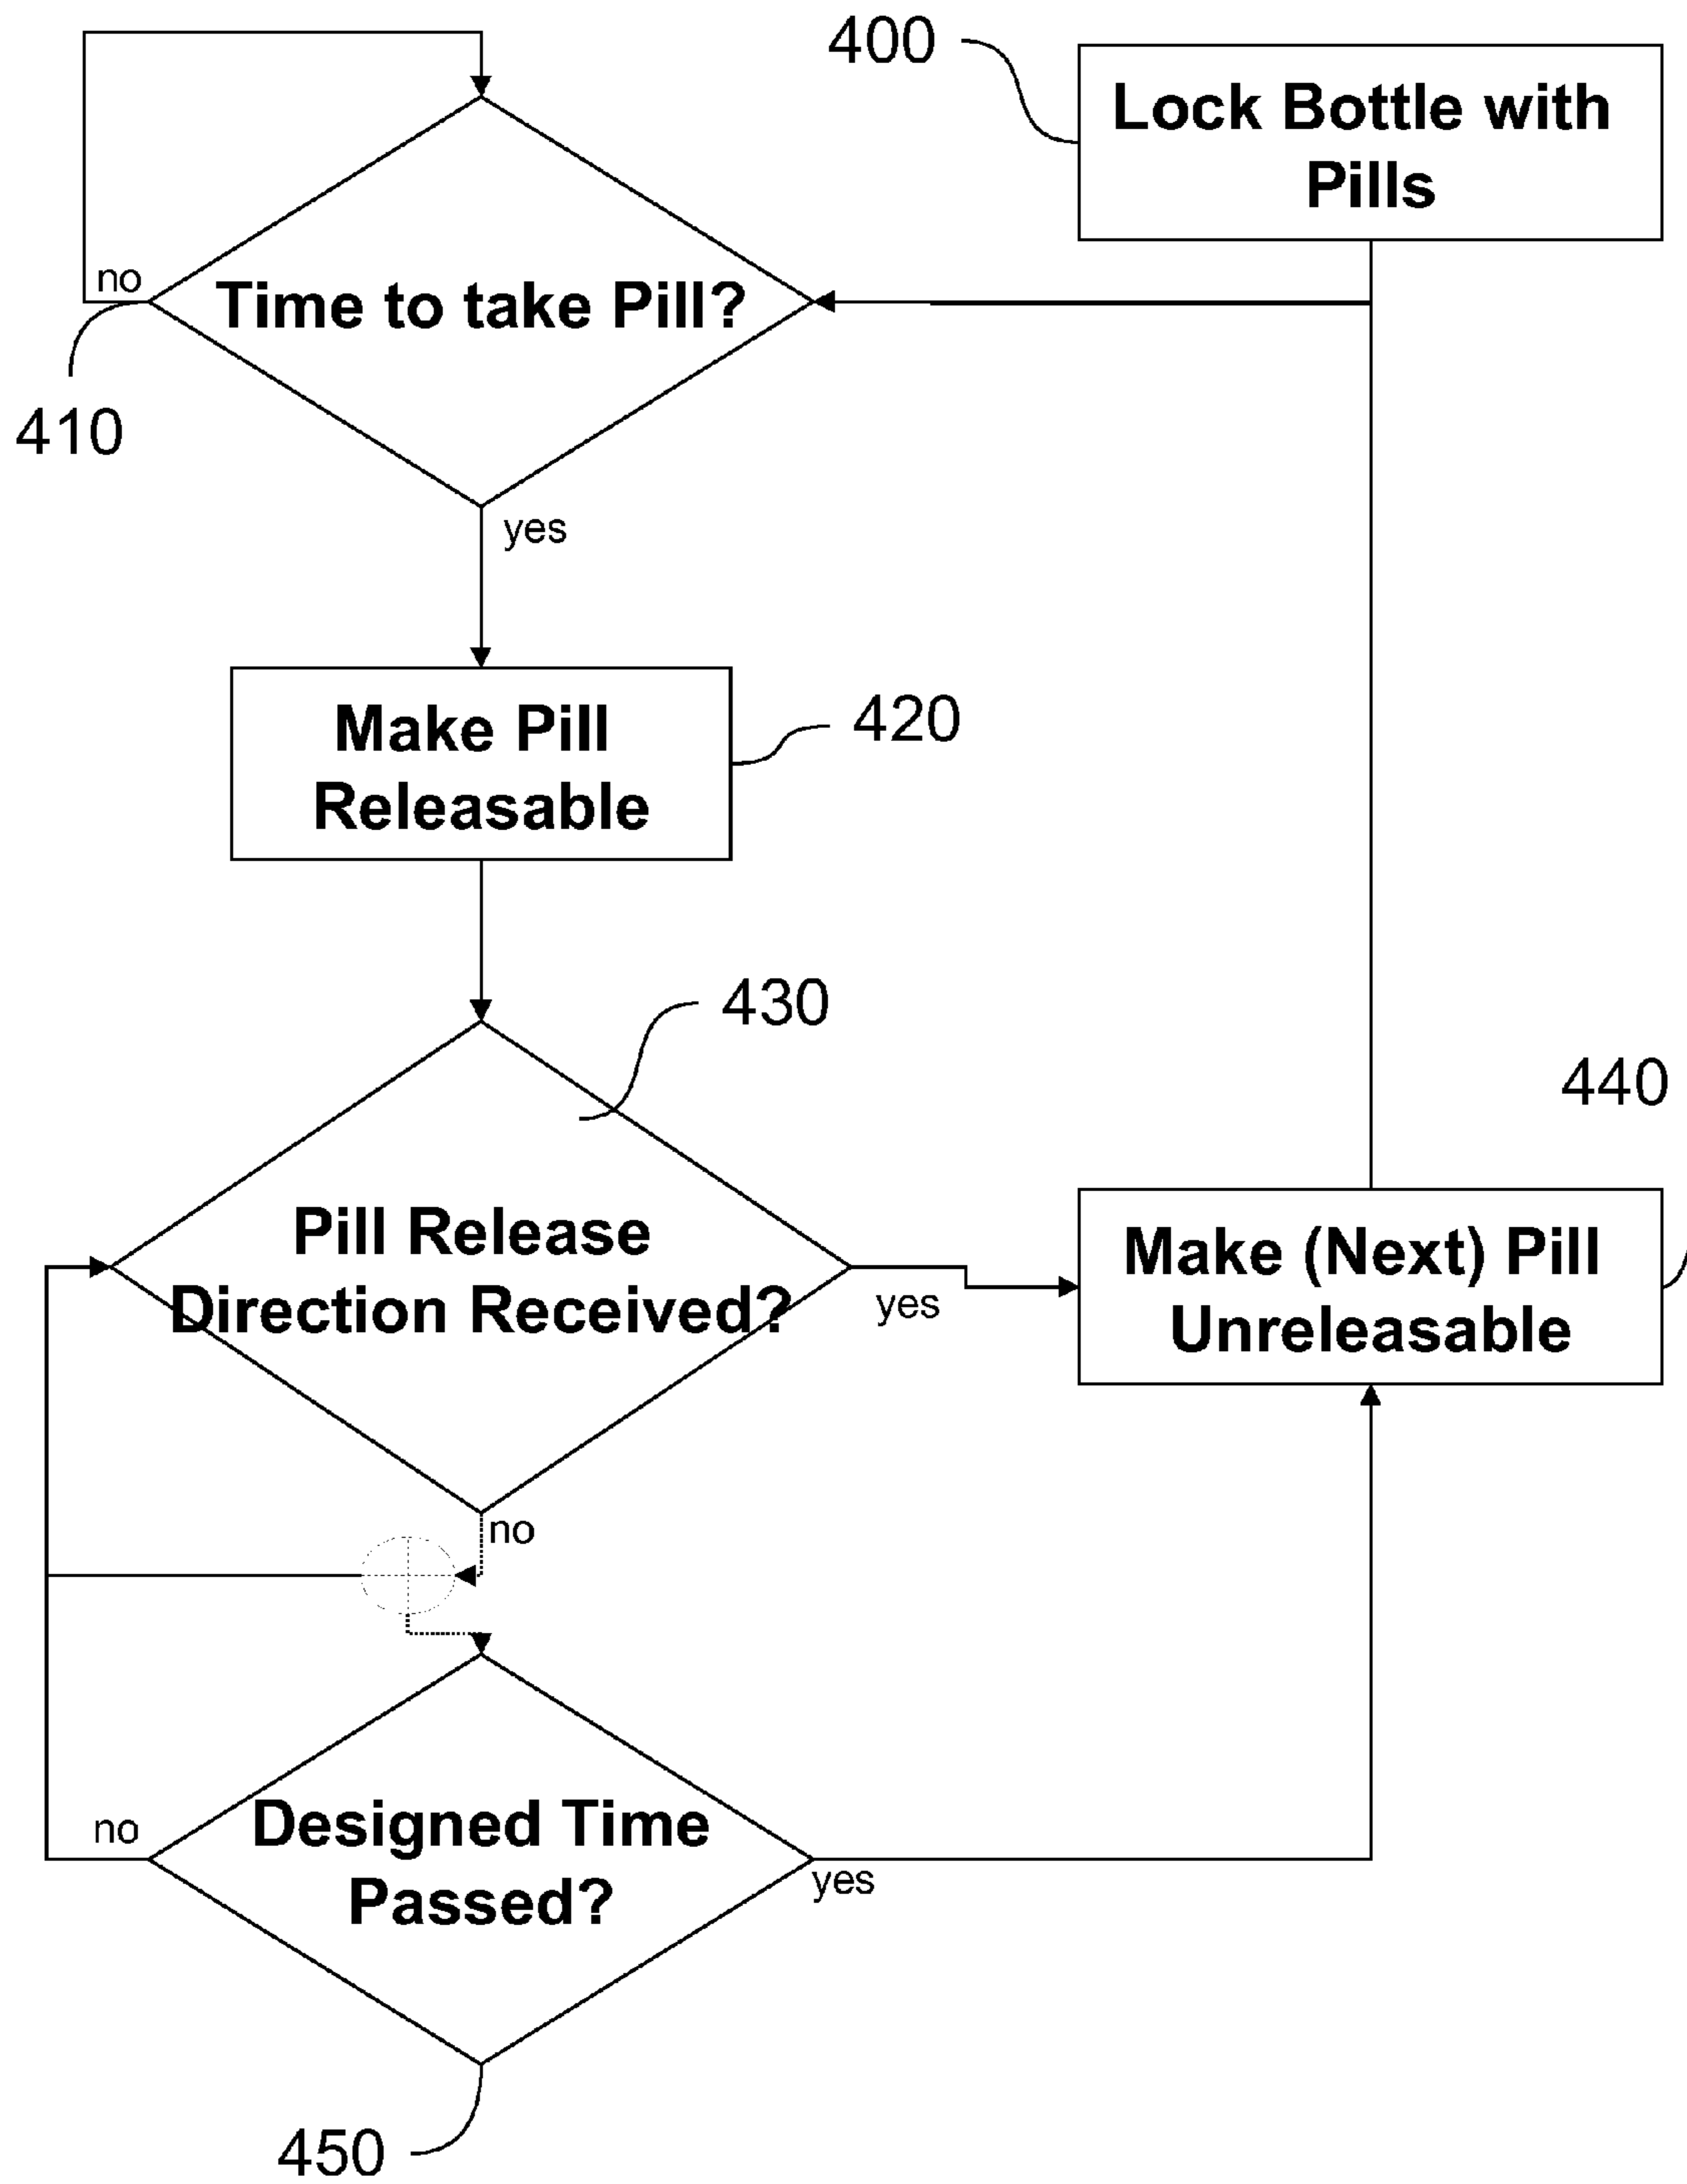 400
Lock Bottle with
Pills
no
Time to take Pill?
410
yes
Make Pill
Releasable
420
430
440
Pill Release
Direction Received?
yes
Make (Next) Pill
Unreleasable
no
no
Designed Time
Passed?
yes
450